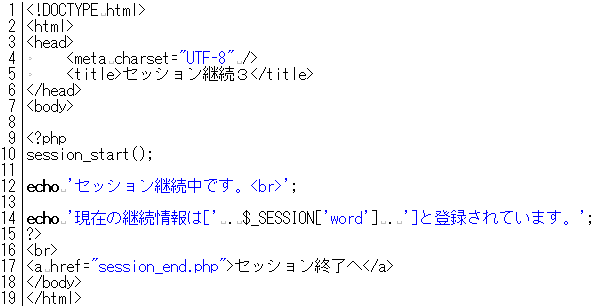 1 <!DOCTYPE html>
2 <html>
3 <head>
4     <meta charset="UTF-8" />
5     <title>セッション継続３</title>
6 </head>
7 <body>
8
9 <?php
10 session_start();
11
12 echo 'セッション継続中です。<br>';
13
14 echo '現在の継続情報は[' . $_SESSION['word'] . ']と登録されています。';
15 ?>
16 <br>
17 <a href="session_end.php">セッション終了へ</a>
18 </body>
19 </html>